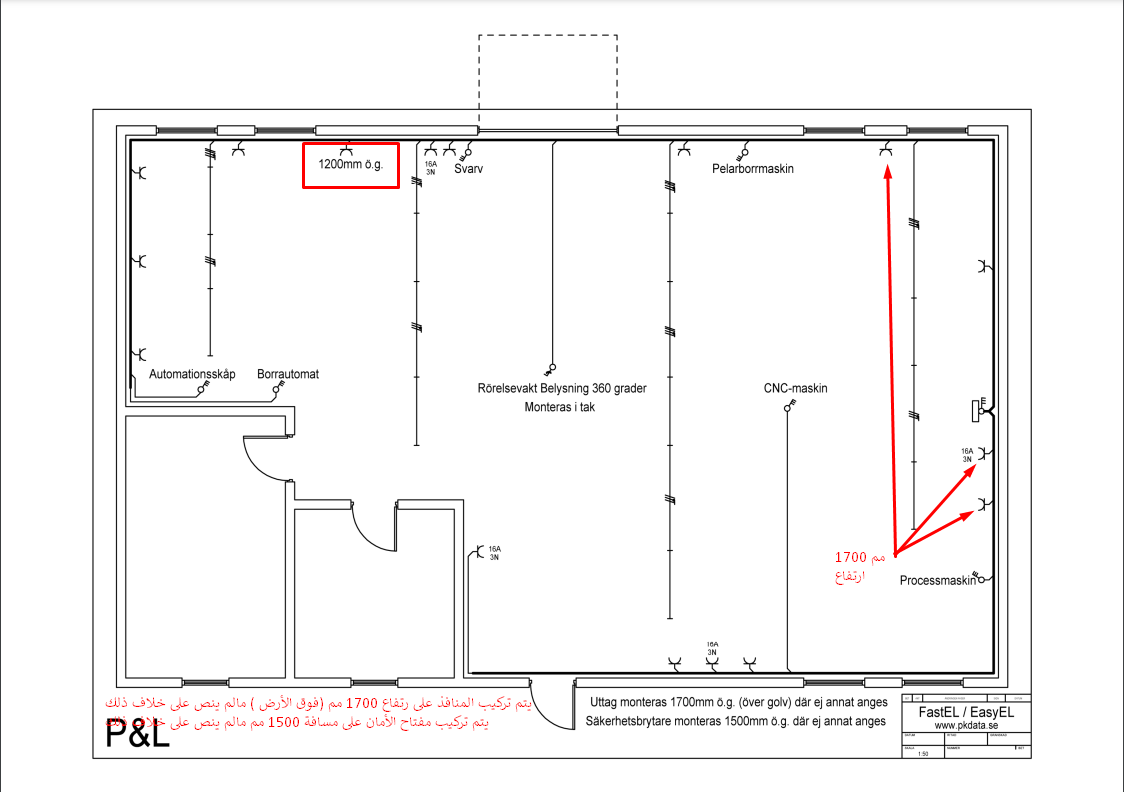 1200mm ö.g.
16A
3N
Svarv
Pelarborrmaskin
Automationsskåp
Borrautomat
Rörelsevakt Belysning 360 grader
Monteras i tak
CNC-maskin
16A
3N
16A
3N
1700 مم
ارتفاع
Processmaskin
16A
3N
يتم تركيب المنافذ على رتفاع 1700 مم (فوق الأرض ) مالم ينص على خلاف ذلك
يتم تركيب مفتاح الأمان على مسافة 1500 مم مالم ينص على خلاف ذلك
P&L
Uttag monteras 1700mm ö.g. (över golv) där ej annat anges
Säkerhetsbrytare monteras 1500mm ö.g. där ej annat anges
FastEL / EasyEL
www.pkdata.se
1:50